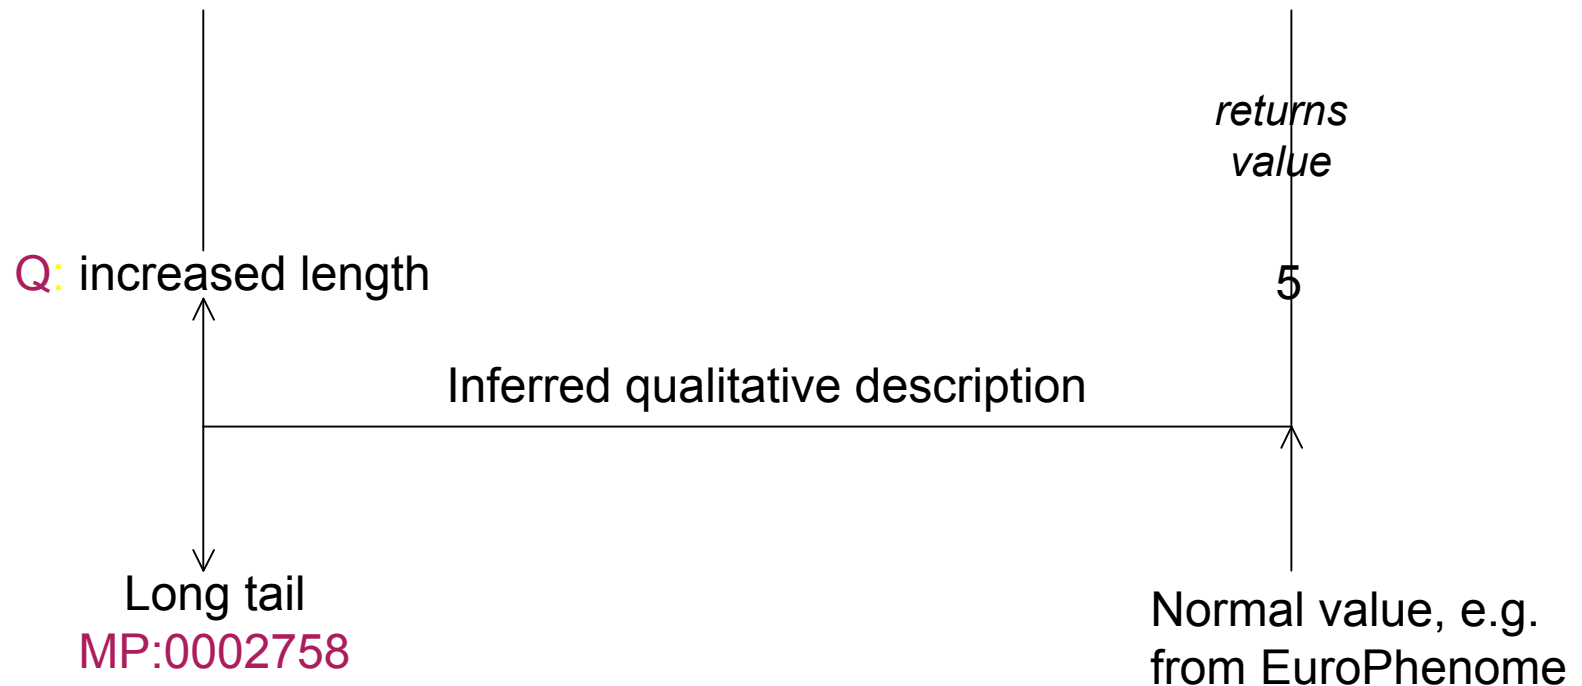 returns
value
Q: increased length
5
Inferred qualitative description
Long tail
MP:0002758
Normal value, e.g.
from EuroPhenome